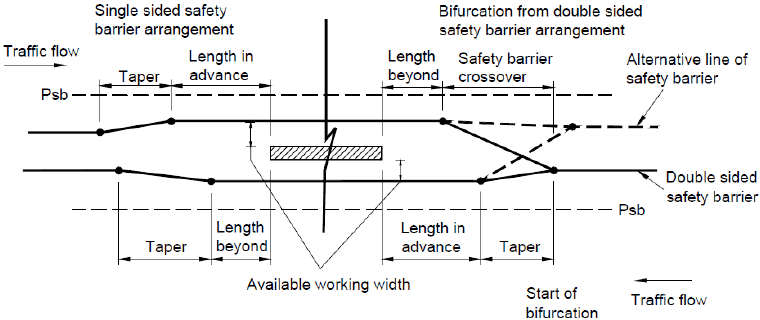 Single sided safety
barrier arrangement
Bifurcation from double sided
safety barrier arrangement
Traffic flow
Length in
advance
Length
beyond
Safety barrier
crossover
Alternative line of
safety barrier
Taper
Psb
Double sided
safety barrier
Psb
Taper
Length
beyond
Length in
advance
Taper
Available working width
Start of
bifurcation
Traffic flow